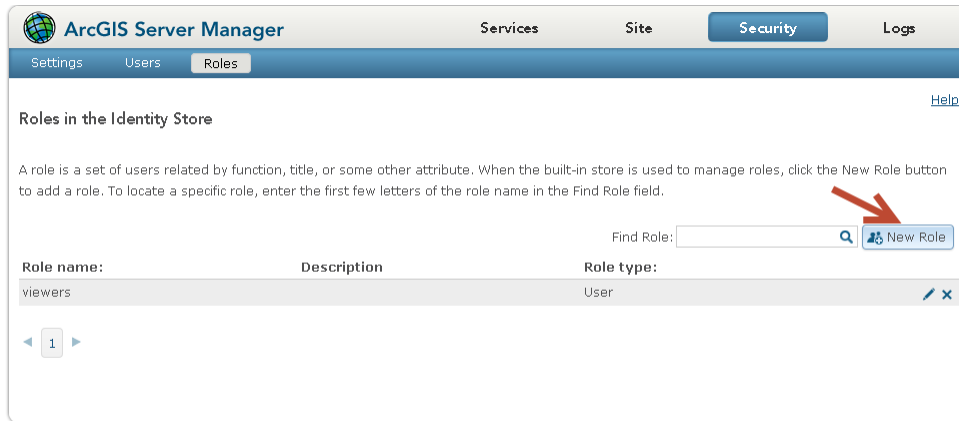 ArcGIS Server Manager Services Site Security Logs
Settings Users Roles
Help
Roles in the Identity Store
A role is a set of users related by function, title, or some other attribute. When the built-in store is used to manage roles, click the New Role button
to add a role. To locate a specific role, enter the first few letters of the role name in the Find Role field.
Find Role: New Role
Role name: Description Role type:
viewers User
1